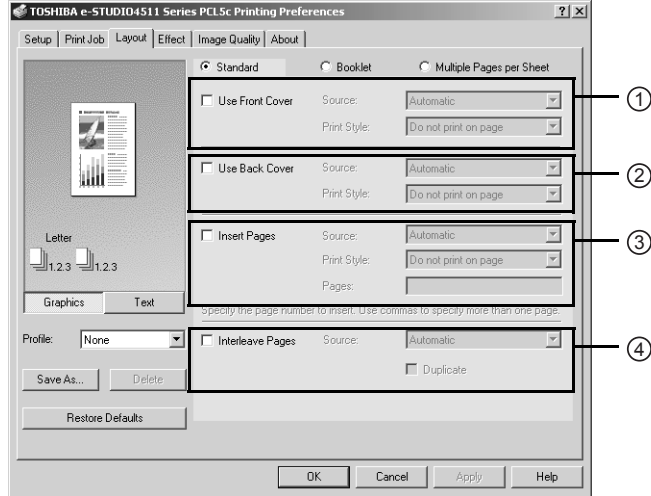 TOSHIBA e-STUDIO4511 Series PCL5c Printing Preferences
Setup Print Job Layout Effect Image Quality About
Standard Booklet Multiple Pages per Sheet
Use Front Cover Source: Automatic
Print Style: Do not print on page
1
Use Back Cover Source: Automatic
Print Style: Do not print on page
2
Insert Pages Source: Automatic
Print Style: Do not print on page
Pages:
3
Specify the page number to insert. Use commas to specify more than one page.
Interleave Pages Source: Automatic
Duplicate
4
Letter
1.2.3 1.2.3
Graphics Text
Profile: None
Save As... Delete
Restore Defaults
OK Cancel Apply Help